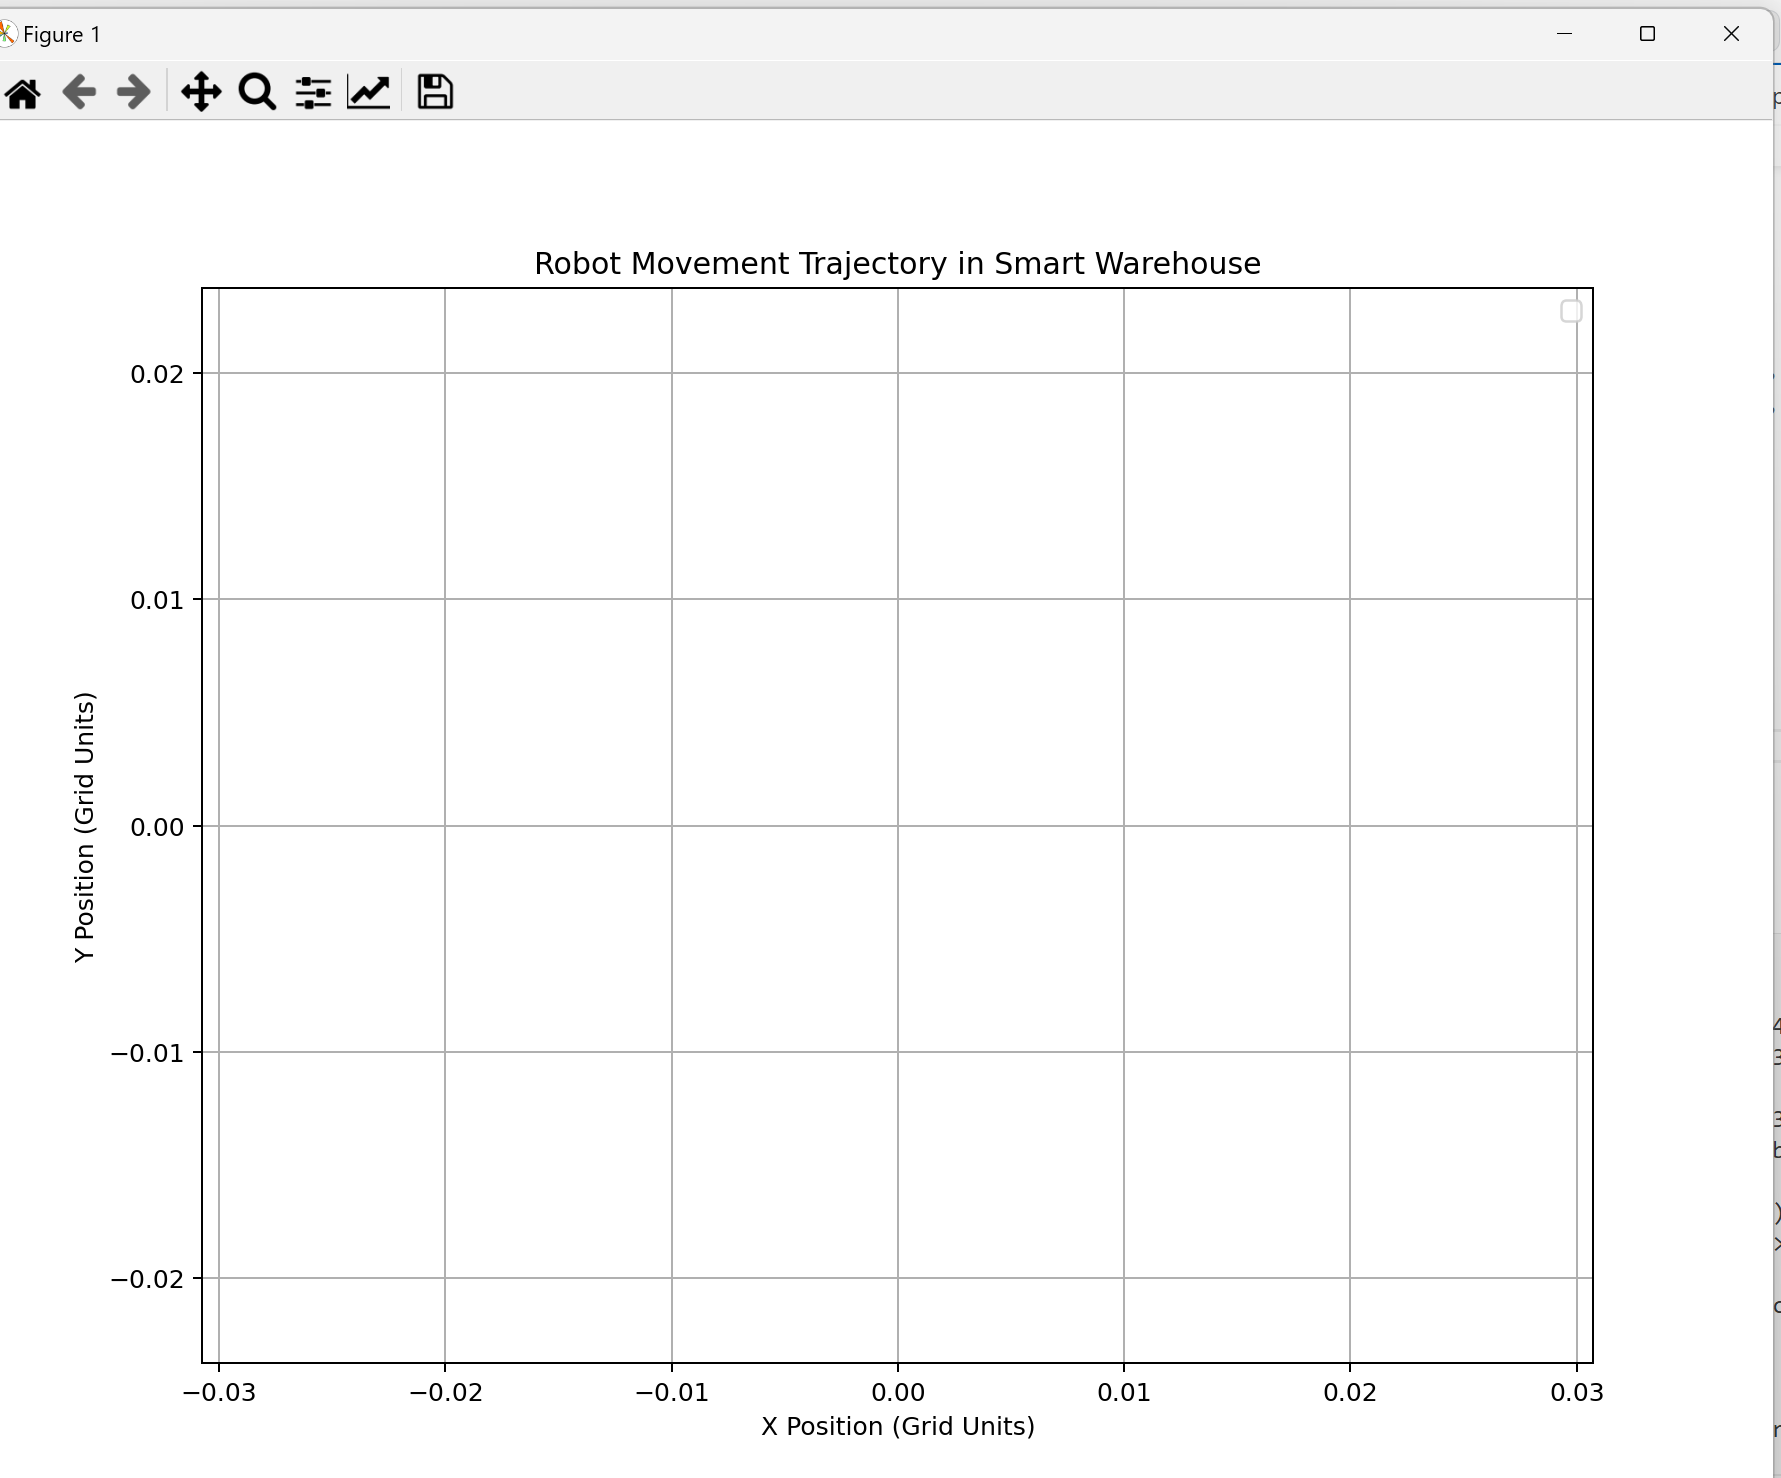 Figure 1
Robot Movement Trajectory in Smart Warehouse
0.02
0.01
0.00
−0.01
−0.02
Y Position (Grid Units)
−0.03 −0.02 −0.01 0.00 0.01 0.02 0.03
X Position (Grid Units)